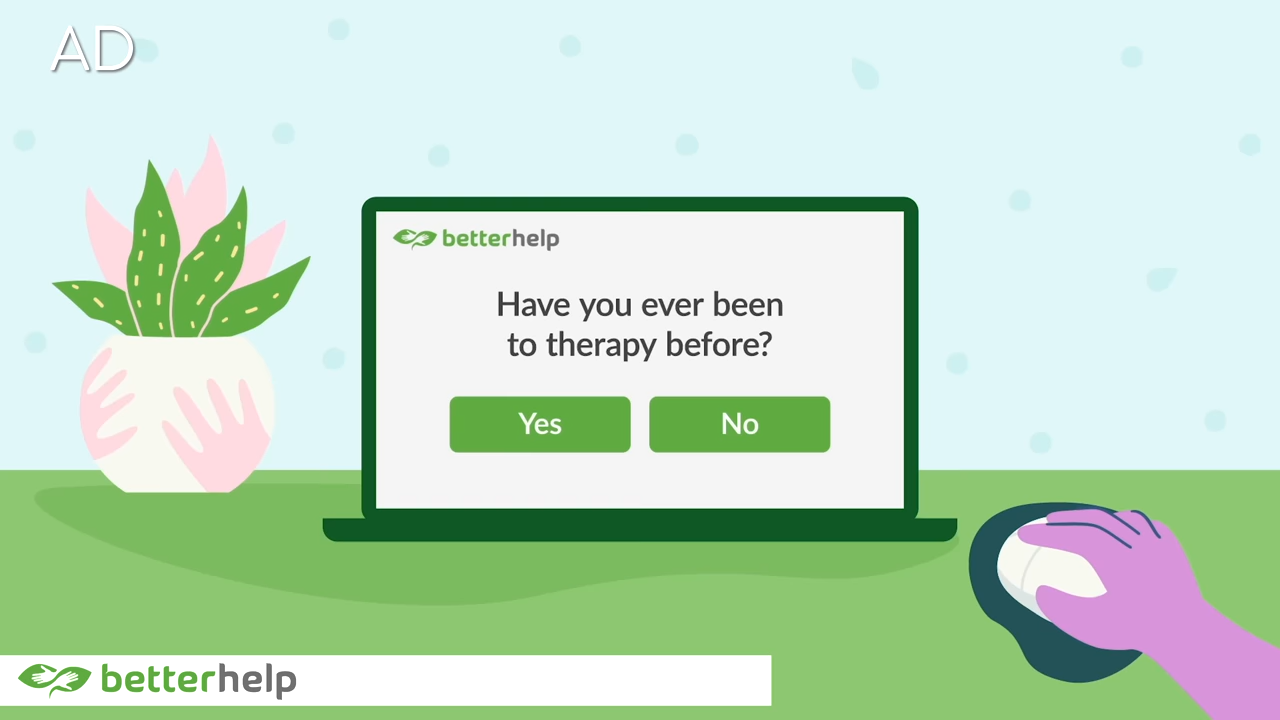 AD
betterhelp
Have you ever been
to therapy before?
Yes No
betterhelp